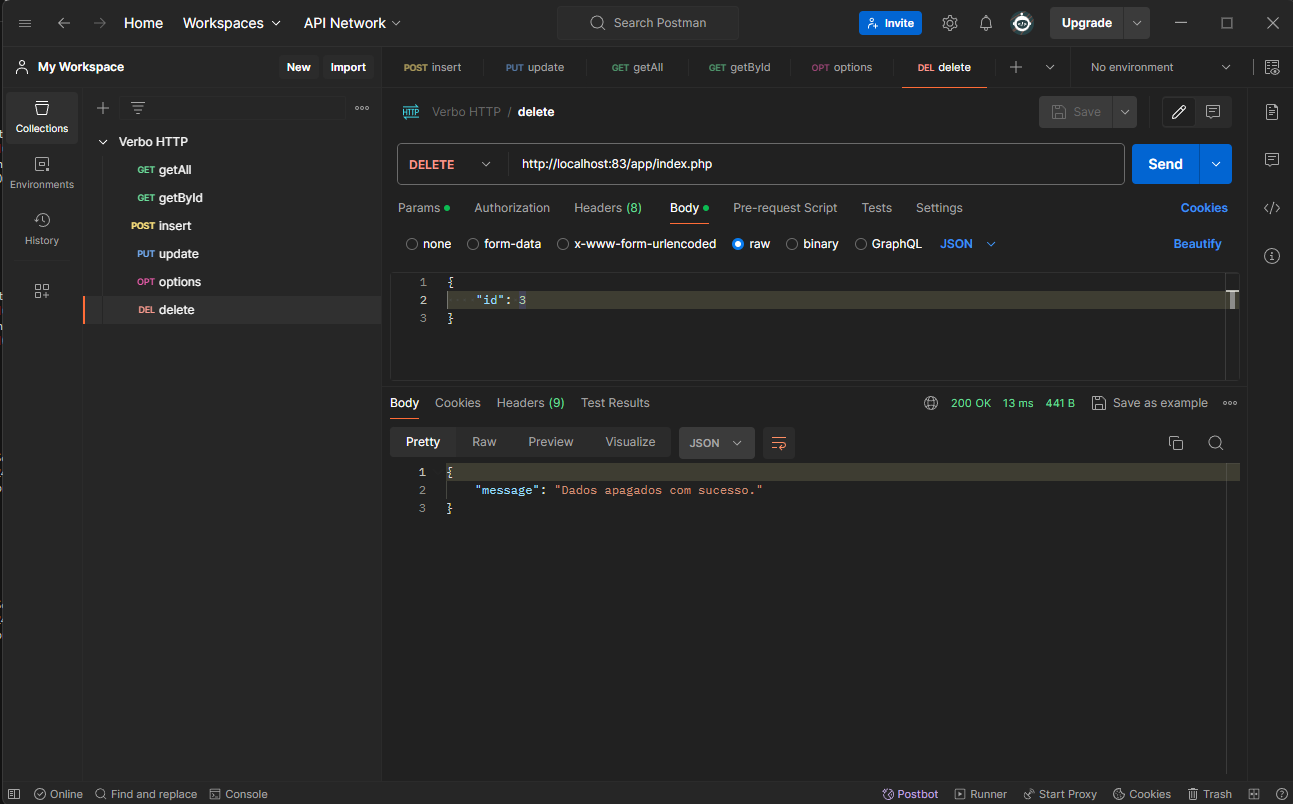 Home Workspaces API Network Search Postman Invite Upgrade
My Workspace New Import POST insert PUT update GET getAll GET getById OPT options DEL delete No environment
Collections
Environments
History
Verbo HTTP
GET getAll
GET getById
POST insert
PUT update
OPT options
DEL delete
HTTP Verbo HTTP / delete Save
DELETE http://localhost:83/app/index.php Send
Params Authorization Headers (8) Body Pre-request Script Tests Settings Cookies
none form-data x-www-form-urlencoded raw binary GraphQL JSON Beautify
1 {
2 "id": 3
3 }
Body Cookies Headers (9) Test Results 200 OK 13 ms 441 B Save as example
Pretty Raw Preview Visualize JSON
1 {
2 "message": "Dados apagados com sucesso."
3 }
Online Find and replace Console Postbot Runner Start Proxy Cookies Trash